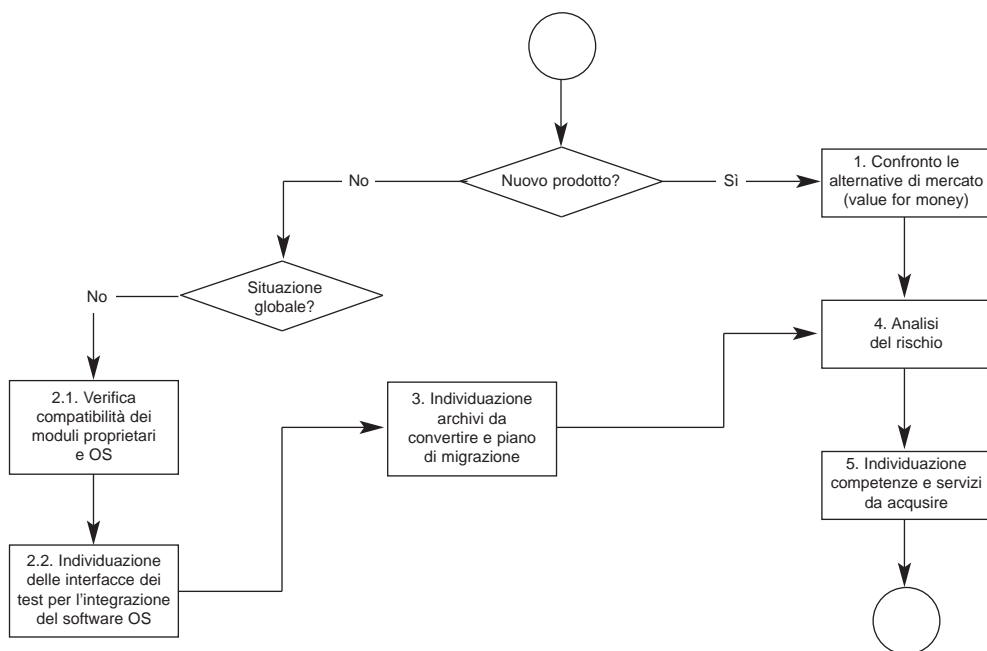 Nuovo prodotto?
No
Sì
1. Confronto le
alternative di mercato
(value for money)
Situazione
globale?
No
4. Analisi
del rischio
2.1. Verifica
compatibilità dei
moduli proprietari
e OS
3. Individuazione
archivi da
convertire e piano
di migrazione
5. Individuazione
competenze e servizi
da acqusire
2.2. Individuazione
delle interfacce dei
test per l'integrazione
del software OS